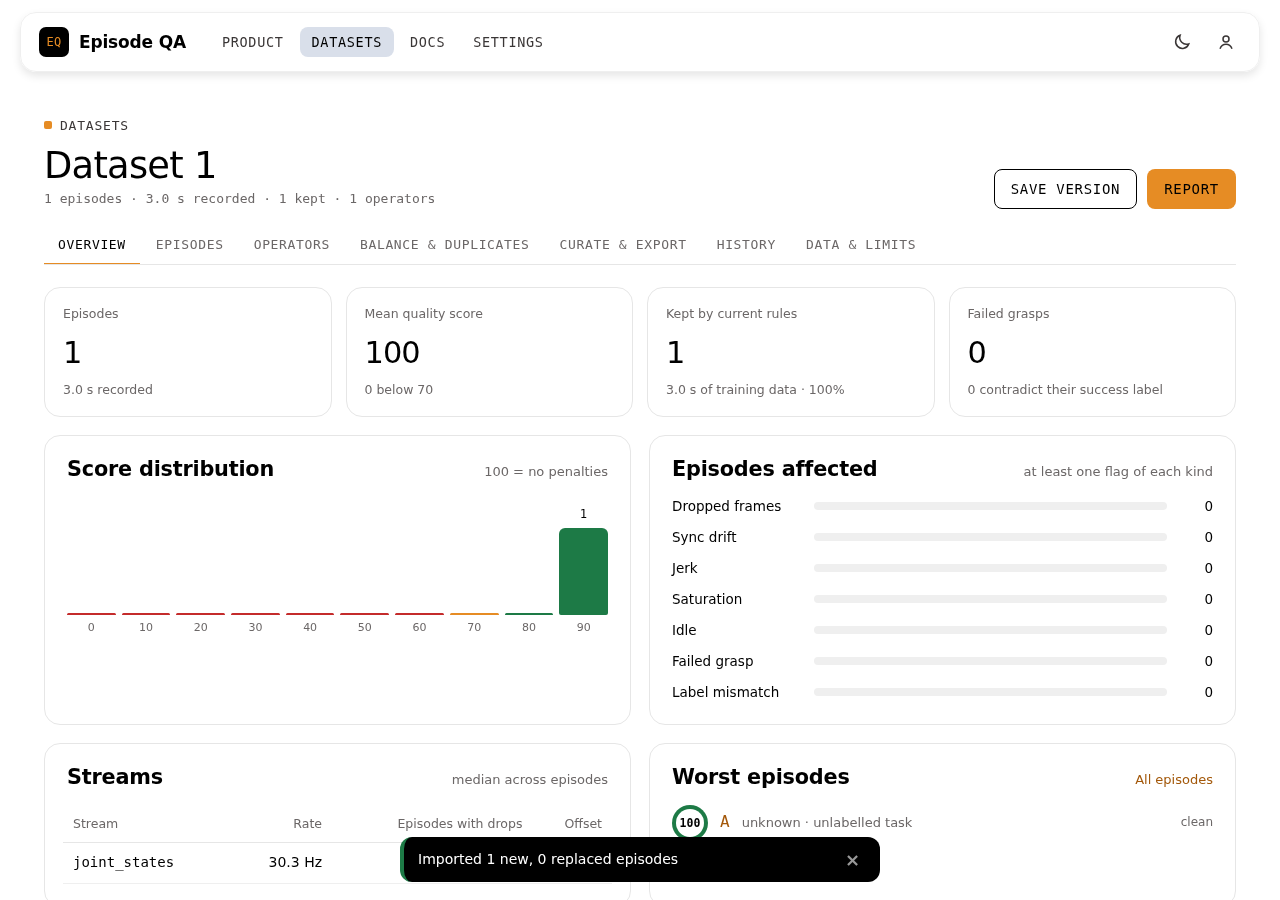 EQ Episode QA PRODUCT DATASETS DOCS SETTINGS
DATASETS
Dataset 1
1 episodes · 3.0 s recorded · 1 kept · 1 operators
SAVE VERSION REPORT
OVERVIEW EPISODES OPERATORS BALANCE & DUPLICATES CURATE & EXPORT HISTORY DATA & LIMITS
Episodes
1
3.0 s recorded
Mean quality score
100
0 below 70
Kept by current rules
1
3.0 s of training data · 100%
Failed grasps
0
0 contradict their success label
Score distribution 100 = no penalties
1
0 10 20 30 40 50 60 70 80 90
Episodes affected at least one flag of each kind
Dropped frames 0
Sync drift 0
Jerk 0
Saturation 0
Idle 0
Failed grasp 0
Label mismatch 0
Streams median across episodes
Stream Rate Episodes with drops Offset
joint_states 30.3 Hz
Worst episodes All episodes
100 A unknown · unlabelled task clean
Imported 1 new, 0 replaced episodes ×